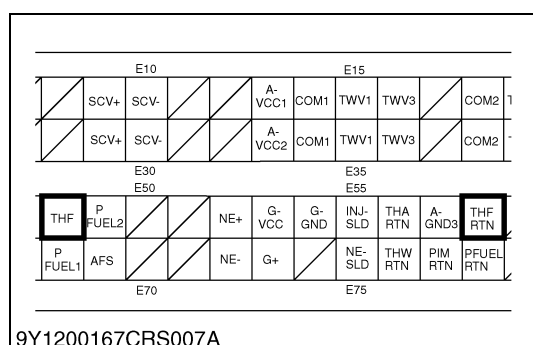 E10 E15
SCV+ SCV- A-VCC1 COM1 TWV1 TWV3 COM2
SCV+ SCV- A-VCC2 COM1 TWV1 TWV3 COM2
E30 E35
E50 E55
THF P FUEL2 NE+ G-VCC G-GND INJ-SLD THA RTN A-GND3 THF RTN
P FUEL1 AFS NE- G+ NE-SLD THW RTN PIM RTN PFUEL RTN
E70 E75
9Y1200167CRS007A